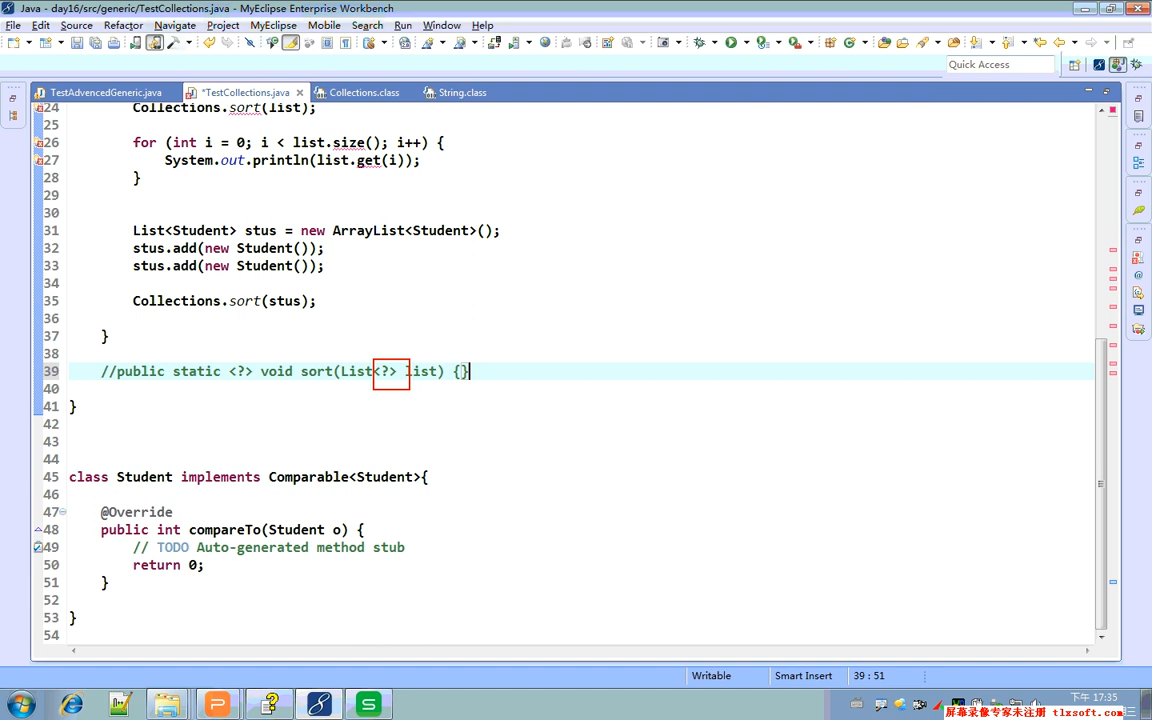 Java - day16/src/generic/TestCollections.java - MyEclipse Enterprise Workbench
File Edit Source Refactor Navigate Project MyEclipse Mobile Search Run Window Help
Quick Access
TestAdvencedGeneric.java *TestCollections.java Collections.class String.class
24 Collections.sort(list);
25
26 for (int i = 0; i < list.size(); i++) {
27 System.out.println(list.get(i));
28 }
29
30
31 List<Student> stus = new ArrayList<Student>();
32 stus.add(new Student());
33 stus.add(new Student());
34
35 Collections.sort(stus);
36
37 }
38
39 //public static <?> void sort(List<?> list) {}
40
41 }
42
43
44
45 class Student implements Comparable<Student>{
46
47 @Override
48 public int compareTo(Student o) {
49 // TODO Auto-generated method stub
50 return 0;
51 }
52
53 }
54
Writable Smart Insert 39 : 51
下午 17:35
屏幕录像专家未注册 tlxsoft.com